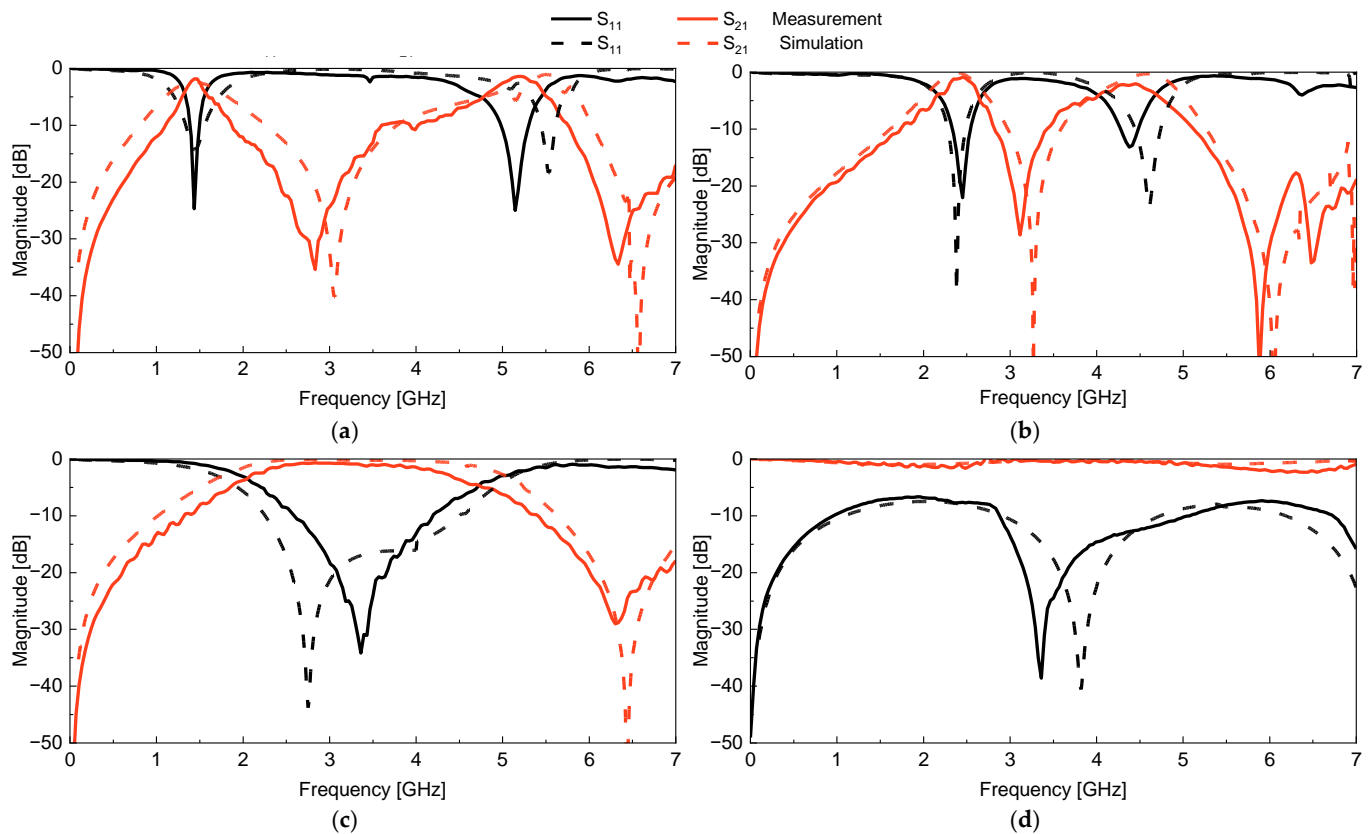 S11 S21 Measurement
S11 S21 Simulation
0
−10
−20
−30
−40
−50
Magnitude [dB]
0 1 2 3 4 5 6 7
Frequency [GHz]
(a)
0
−10
−20
−30
−40
−50
Magnitude [dB]
0 1 2 3 4 5 6 7
Frequency [GHz]
(b)
0
−10
−20
−30
−40
−50
Magnitude [dB]
0 1 2 3 4 5 6 7
Frequency [GHz]
(c)
0
−10
−20
−30
−40
−50
Magnitude [dB]
0 1 2 3 4 5 6 7
Frequency [GHz]
(d)